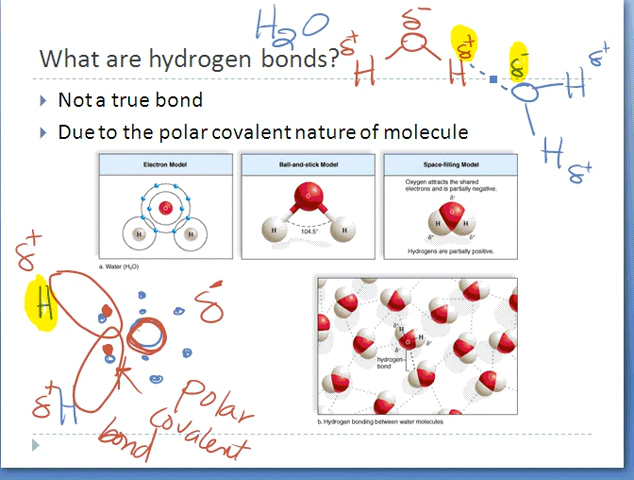 H₂O
δ⁻
δ⁺
H
H
δ⁺
δ⁻
H
δ⁺
H
δ⁺
What are hydrogen bonds?
Not a true bond
Due to the polar covalent nature of molecule
Electron Model
H
O
H
a. Water (H₂O)
Ball-and-stick Model
O
H
H
104.5°
Space-filling Model
Oxygen attracts the shared
electrons and is partially negative.
δ⁻
O
H
H
δ⁺
δ⁺
Hydrogens are partially positive.
δ⁺
H
δ⁺
H
δ
polar
covalent
bond
δ⁺
H
O
H
δ⁺
δ⁻
hydrogen
bond
b. Hydrogen bonding between water molecules